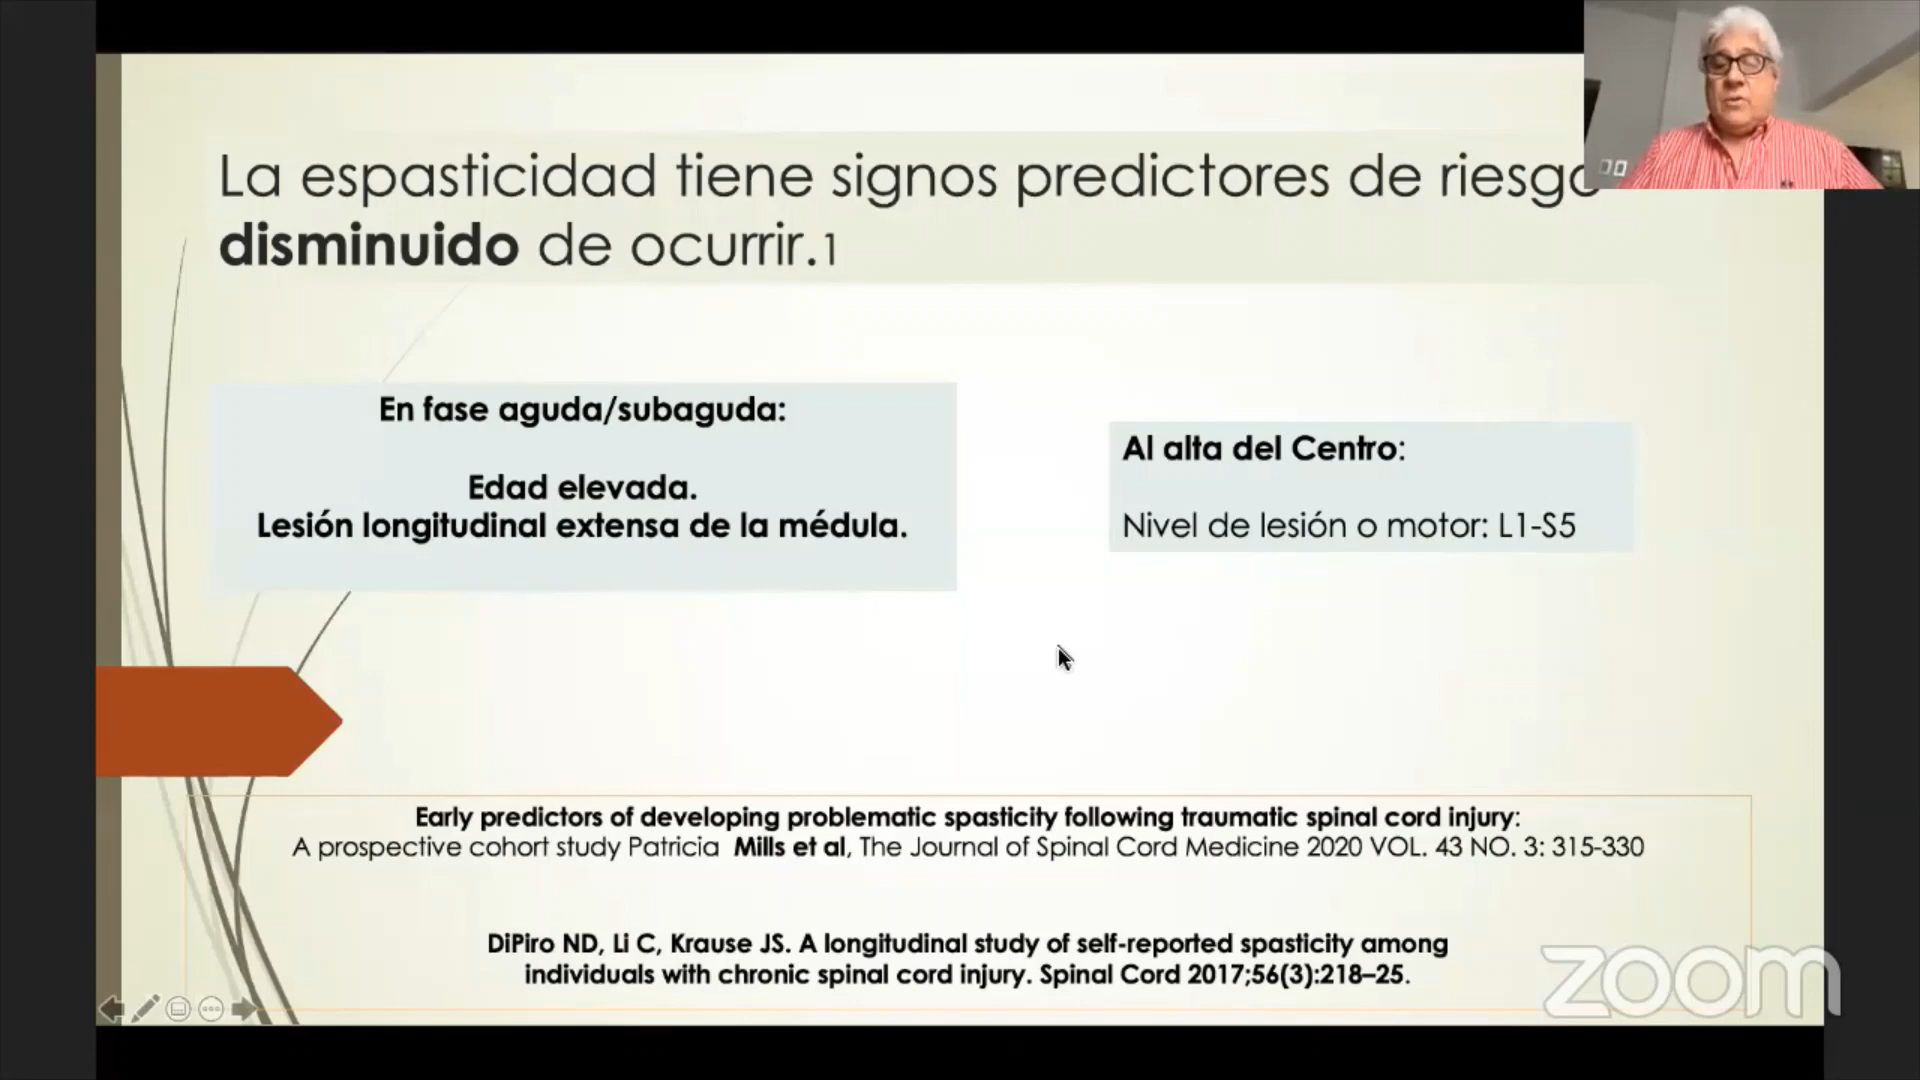 La espasticidad tiene signos predictores de riesgo
disminuido de ocurrir.1
En fase aguda/subaguda:
Edad elevada.
Lesión longitudinal extensa de la médula.
Al alta del Centro:
Nivel de lesión o motor: L1-S5
Early predictors of developing problematic spasticity following traumatic spinal cord injury:
A prospective cohort study Patricia Mills et al, The Journal of Spinal Cord Medicine 2020 VOL. 43 NO. 3: 315-330
DiPiro ND, Li C, Krause JS. A longitudinal study of self-reported spasticity among
individuals with chronic spinal cord injury. Spinal Cord 2017;56(3):218–25.
zoom